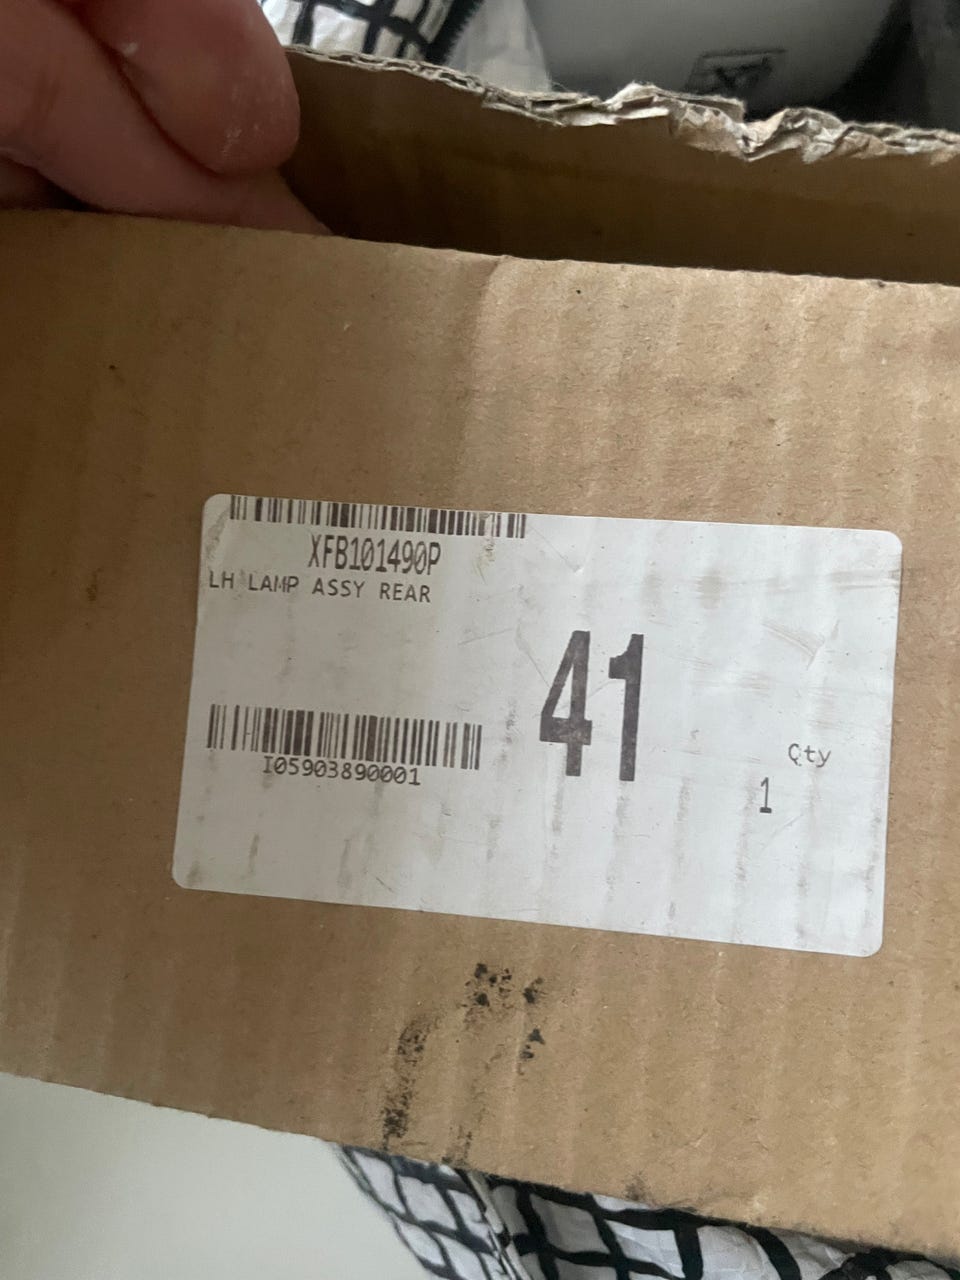 XFB101490P
LH LAMP ASSY REAR
41
Qty
1
I05903890001